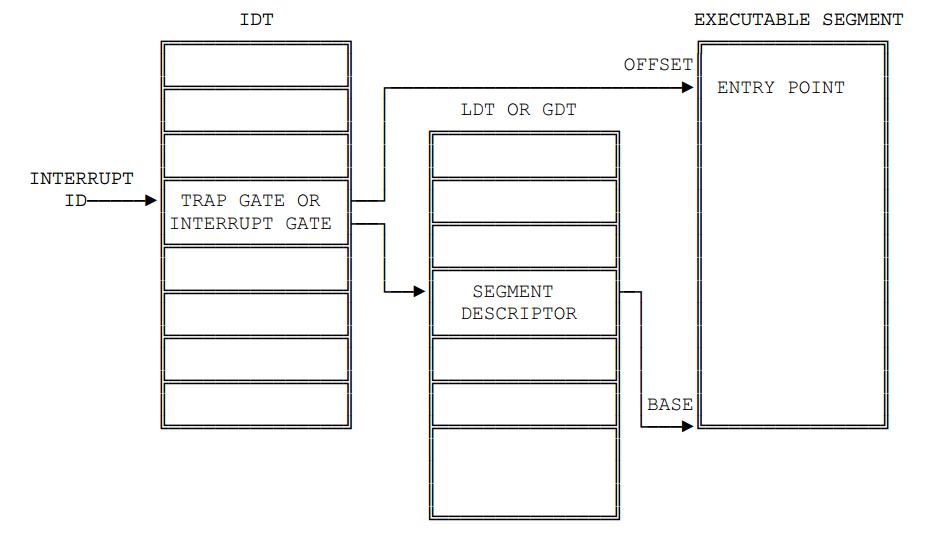 IDT
EXECUTABLE SEGMENT
OFFSET
ENTRY POINT
LDT OR GDT
INTERRUPT
ID
TRAP GATE OR
INTERRUPT GATE
SEGMENT
DESCRIPTOR
BASE